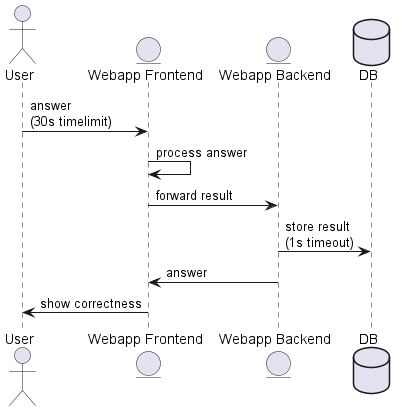 User
Webapp Frontend
Webapp Backend
DB
answer
(30s timelimit)
process answer
forward result
store result
(1s timeout)
answer
show correctness
User
Webapp Frontend
Webapp Backend
DB